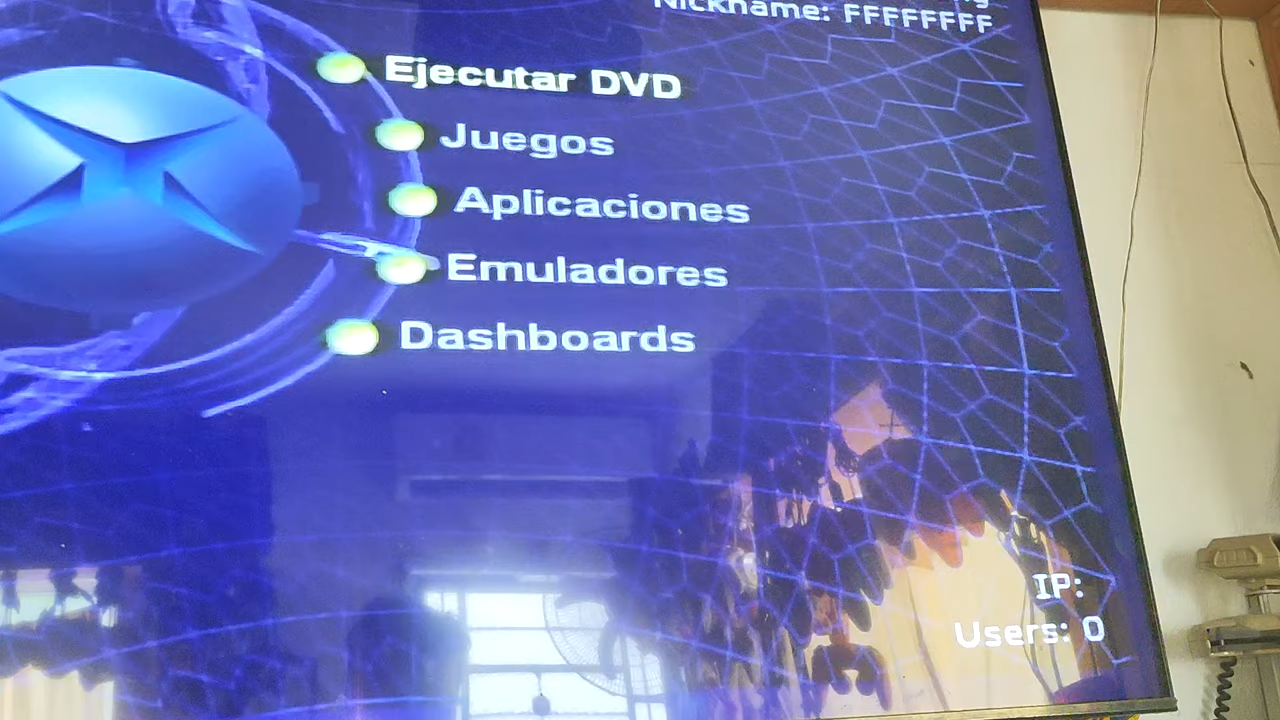 Nickname: FFFFFFFF
Ejecutar DVD
Juegos
Aplicaciones
Emuladores
Dashboards
IP:
Users: 0